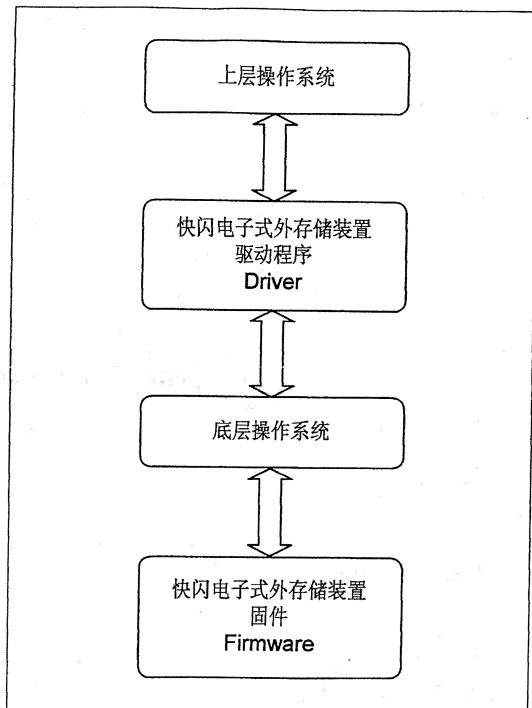 上层操作系统
快闪电子式外存储装置
驱动程序
Driver
底层操作系统
快闪电子式外存储装置
固件
Firmware